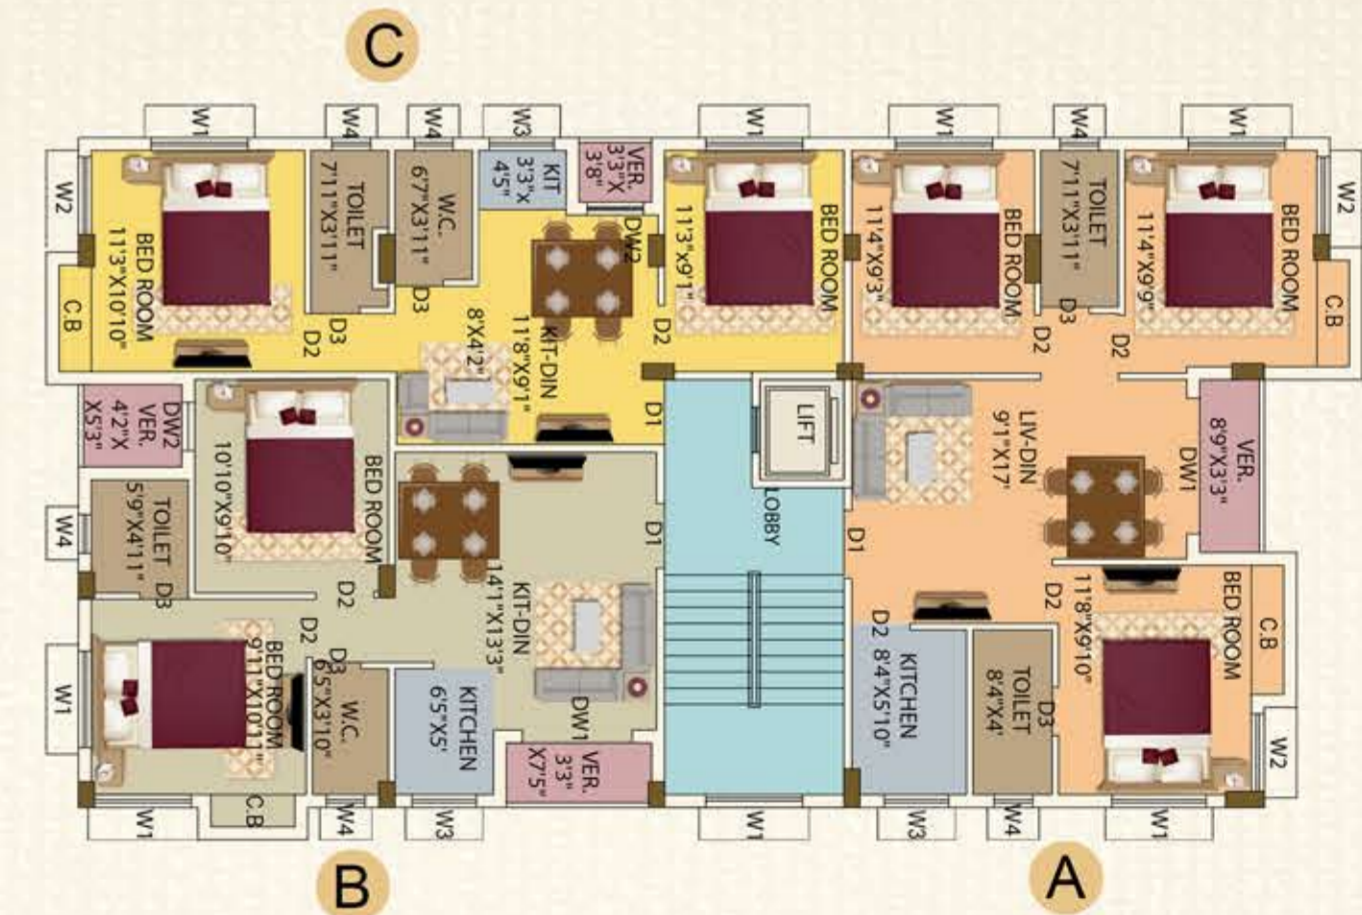 C
W1
W4
W4
W3
W1
W1
W4
W1
W2
BED ROOM
11'3"X10'10"
C.B
TOILET
7'11"X3'11"
W.C.
6'7"X3'11"
KIT
3'3"x
4'5"
VER.
3'3"X
3'8"
DW2
BED ROOM
11'3"x9'1"
BED ROOM
11'4"X9'3"
TOILET
7'11"X3'11"
BED ROOM
11'4"X9'9"
W2
C.B
D2
D3
D3
8'X4'2"
KIT-DIN
11'8"X9'1"
D2
D1
D2
D3
D2
DW2
VER.
4'2"X
X5'3"
BED ROOM
10'10"X9'10"
LIFT
LOBBY
LIV-DIN
9'1"X17'
DW1
VER.
8'9"X3'3"
W4
TOILET
5'9"X4'11"
D3
D2
KIT-DIN
14'1"X13'3"
D1
D1
W1
BED ROOM
9'11"X10'11"
D2
D3
W.C.
6'5"X3'10"
KITCHEN
6'5"X5'
DW1
VER.
3'3"
X7'5"
D2
KITCHEN
8'4"X5'10"
TOILET
8'4"X4'
D3
D2
BED ROOM
11'8"X9'10"
C.B
W2
C.B
W1
W4
W3
W1
W3
W4
W1
B
A